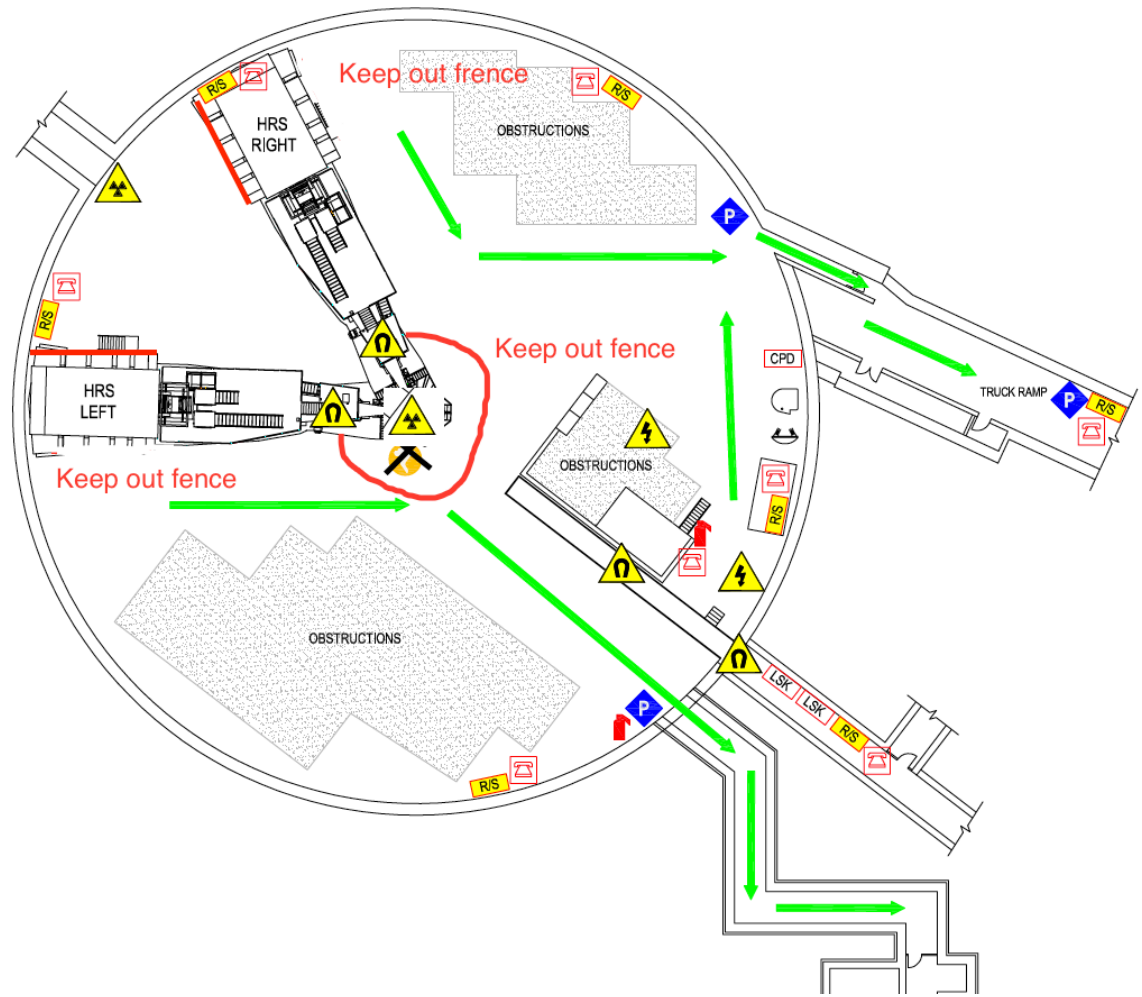 Keep out frence
R/S
R/S
HRS
RIGHT
OBSTRUCTIONS
P
R/S
Keep out fence
CPD
HRS
LEFT
TRUCK RAMP
P
R/S
OBSTRUCTIONS
Keep out fence
R/S
OBSTRUCTIONS
LSK
LSK
R/S
P
R/S